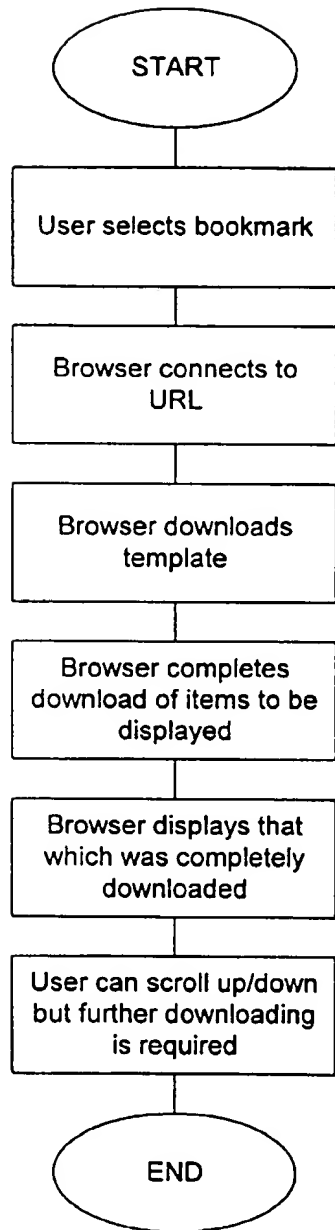 START
User selects bookmark
Browser connects to
URL
Browser downloads
template
Browser completes
download of items to be
displayed
Browser displays that
which was completely
downloaded
User can scroll up/down
but further downloading
is required
END